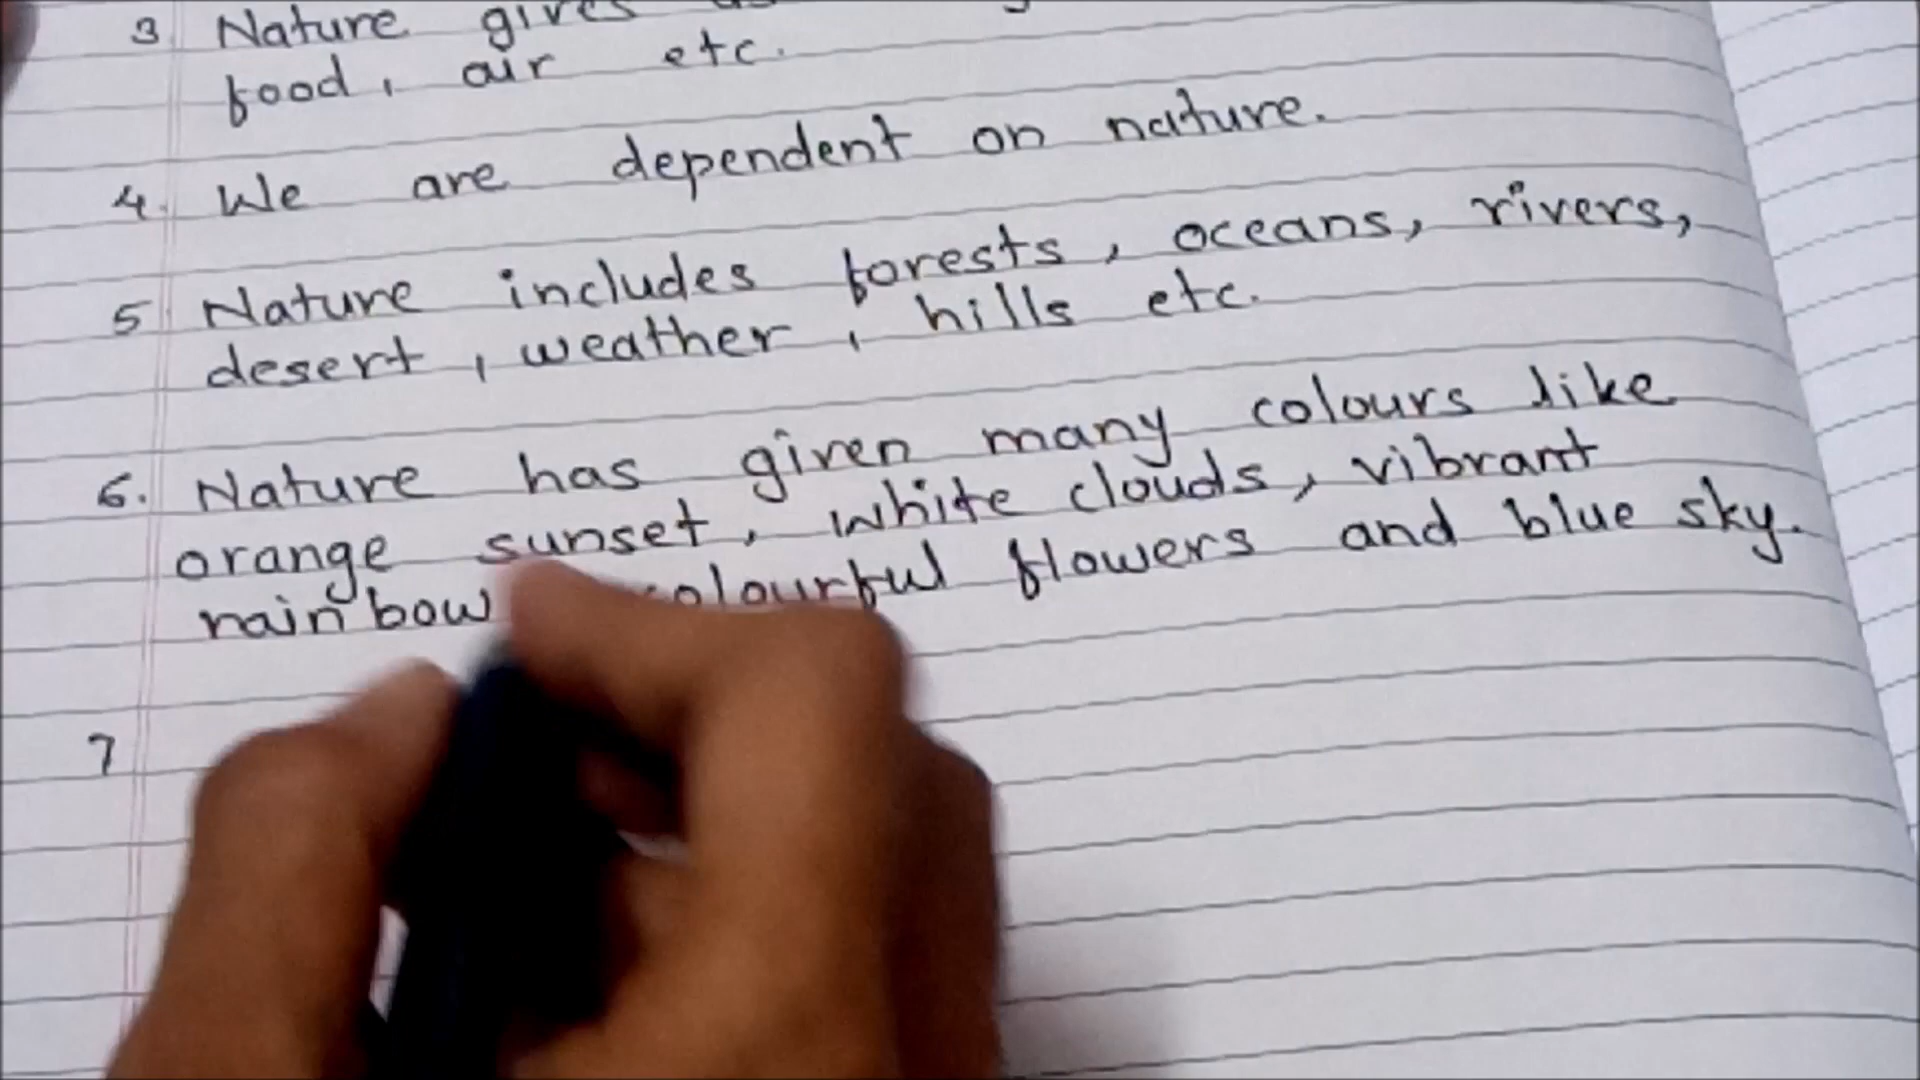 3 Nature gives
food, air etc.
4. We are dependent on nature.
5 Nature includes forests, oceans, rivers,
desert, weather, hills etc.
6. Nature has given many colours like
orange sunset, white clouds, vibrant
rainbow colourful flowers and blue sky.
7